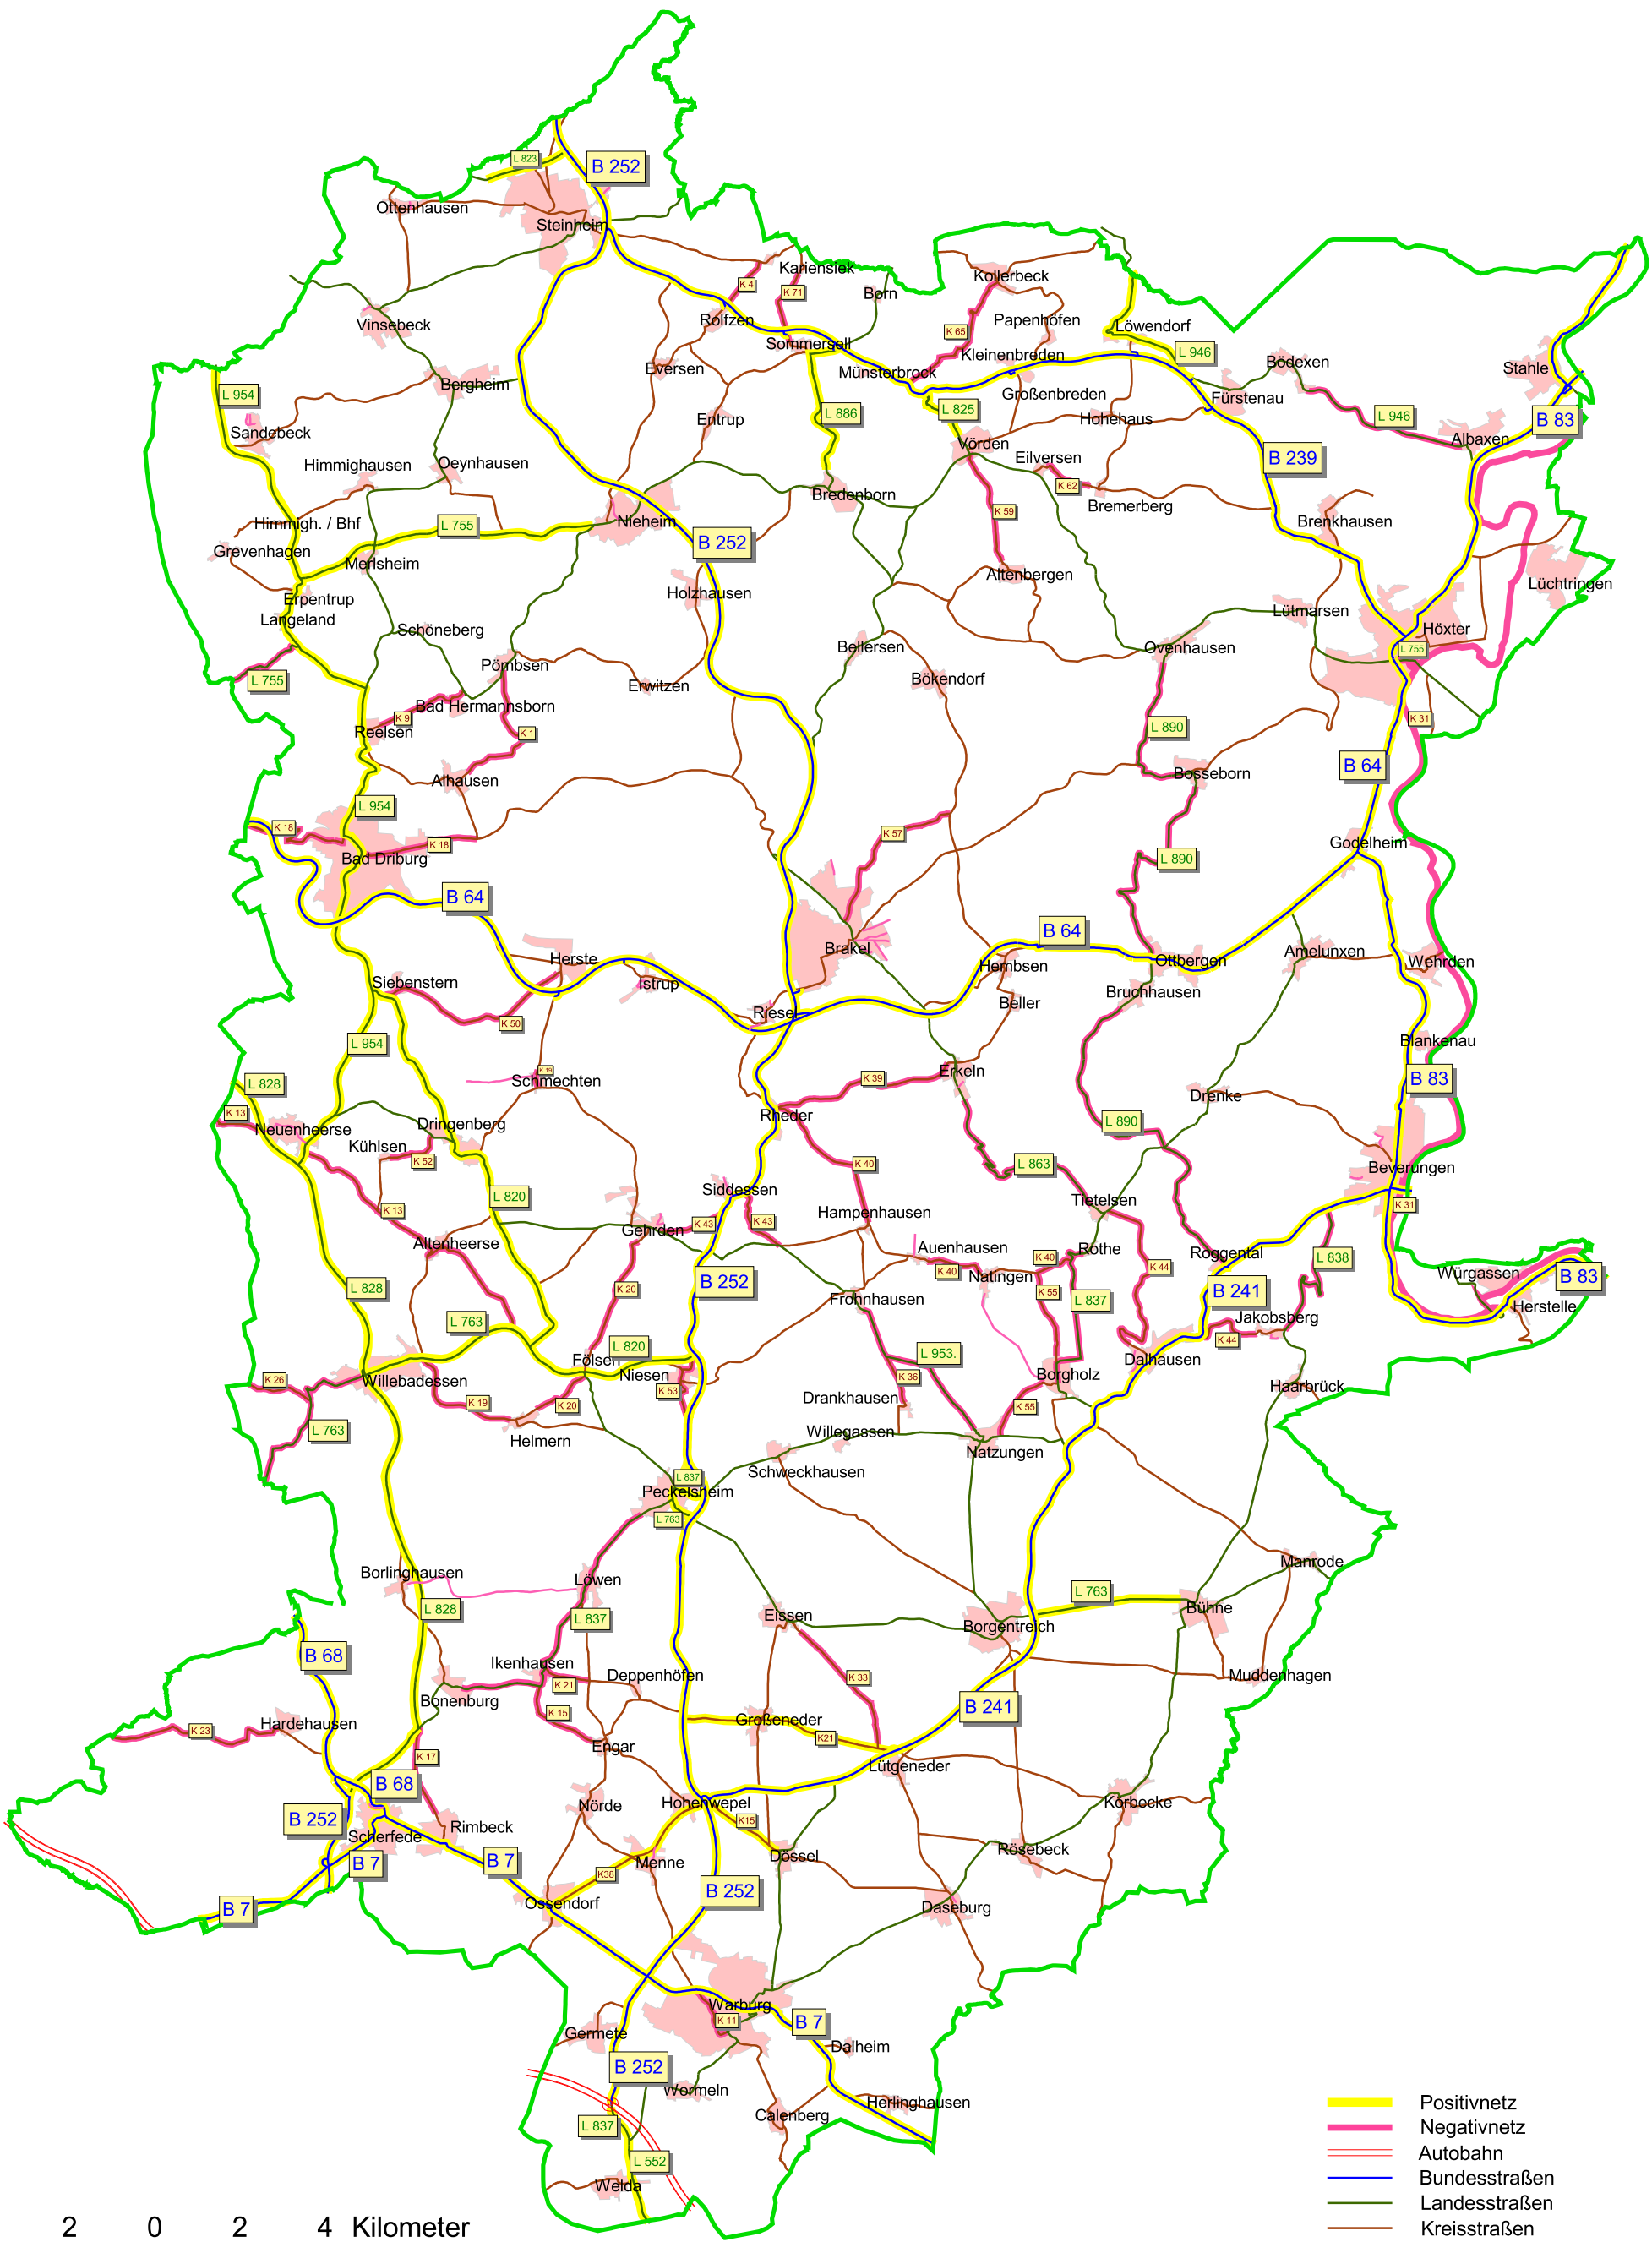 L 823
B 252
Ottenhausen
Steinheim
Kariensiek
K 4
K 71
Born
Kollerbeck
Vinsebeck
Rolfzen
Sommersell
K 65
Papenhöfen
Löwendorf
Kleinenbreden
L 946
Bödexen
Stahle
Eversen
Münsterbrock
Bergheim
L 954
Großenbreden
Fürstenau
L 886
L 825
Hohehaus
L 946
B 83
Entrup
Sandebeck
Vörden
Albaxen
Himmighausen
Oeynhausen
Eilversen
B 239
K 62
Bredenborn
Bremerberg
K 59
Himmigh. / Bhf
L 755
Nieheim
Brenkhausen
B 252
Grevenhagen
Merlsheim
Altenbergen
Lüchtringen
Erpentrup
Holzhausen
Langeland
Lütmarsen
Höxter
Schöneberg
Bellersen
Ovenhausen
L 755
Pömbsen
L 755
Erwitzen
Bökendorf
Bad Hermannsborn
K 9
K 31
Reelsen
K 1
L 890
Alhausen
Bosseborn
B 64
L 954
K 18
K 57
K 18
Godelheim
Bad Driburg
L 890
B 64
B 64
Brakel
Herste
Hembsen
Ottbergen
Amelunxen
Wehrden
Siebenstern
Istrup
Bruchhausen
Beller
Riesel
K 50
L 954
Blankenau
K 19
Erkeln
K 39
B 83
L 828
Schmechten
Drenke
K 13
Rheder
Neuenheerse
Dringenberg
L 890
Kühlsen
K 52
K 40
L 863
Beverungen
Siddessen
L 820
Tietelsen
K 31
K 13
Hampenhausen
K 43
K 43
Gehrden
Altenheerse
Auenhausen
K 40
Rothe
Roggental
L 838
K 40
Natingen
K 44
Würgassen
B 83
B 252
L 828
K 20
K 55
L 837
B 241
Frohnhausen
Herstelle
L 763
Jakobsberg
K 44
L 820
L 953.
Fölsen
Niesen
Dalhausen
Willebadessen
K 26
K 53
K 36
Borgholz
Haarbrück
Drankhausen
K 19
K 20
K 55
L 763
Willegassen
Helmern
Natzungen
Schweckhausen
L 837
Peckelsheim
L 763
Manrode
Borlinghausen
Löwen
L 763
L 828
L 837
Eissen
Bühne
Borgentreich
B 68
Ikenhausen
Deppenhöfen
K 33
Muddenhagen
K 21
Bonenburg
B 241
K 15
Hardehausen
Großeneder
K 23
K21
Engar
K 17
Lütgeneder
B 68
Nörde
Hohenwepel
Körbecke
B 252
K15
Rimbeck
Scherfede
Rösebeck
Dössel
B 7
B 7
Menne
K38
B 252
Ossendorf
Daseburg
B 7
Warburg
K 11
B 7
Germete
Dalheim
B 252
Wormeln
Herlinghausen
Calenberg
L 837
L 552
Welda
Positivnetz
Negativnetz
Autobahn
Bundesstraßen
Landesstraßen
Kreisstraßen
2 0 2 4 Kilometer